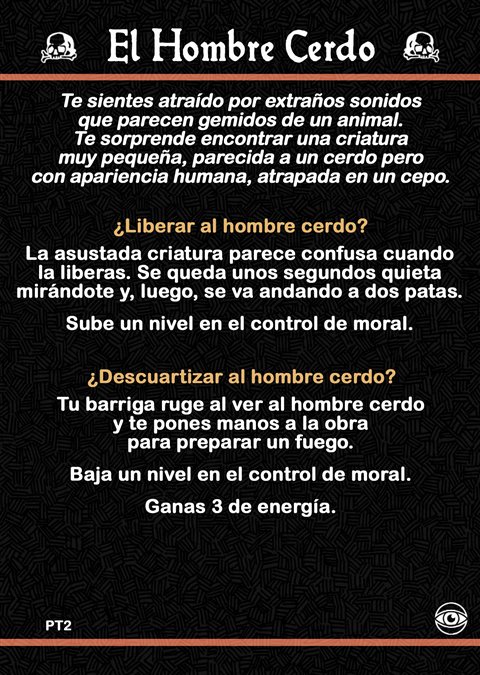 El Hombre Cerdo
Te sientes atraído por extraños sonidos
que parecen gemidos de un animal.
Te sorprende encontrar una criatura
muy pequeña, parecida a un cerdo pero
con apariencia humana, atrapada en un cepo.
¿Liberar al hombre cerdo?
La asustada criatura parece confusa cuando
la liberas. Se queda unos segundos quieta
mirándote y, luego, se va andando a dos patas.
Sube un nivel en el control de moral.
¿Descuartizar al hombre cerdo?
Tu barriga ruge al ver al hombre cerdo
y te pones manos a la obra
para preparar un fuego.
Baja un nivel en el control de moral.
Ganas 3 de energía.
PT2